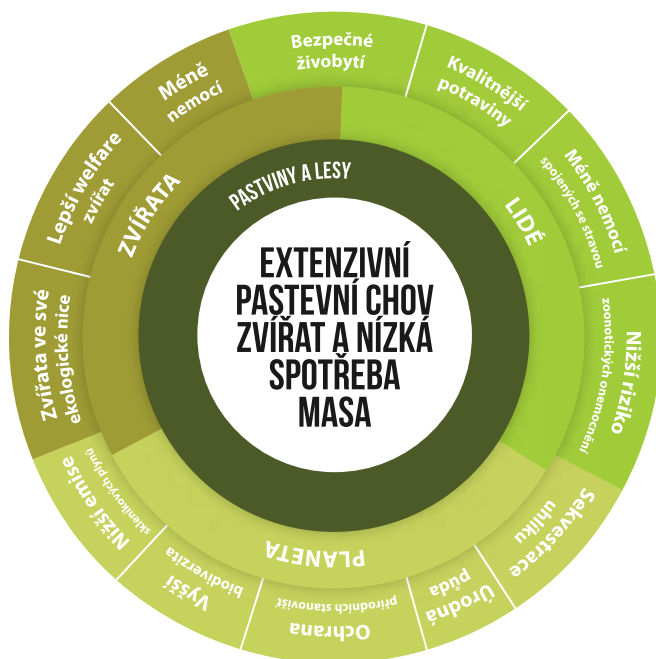 EXTENZIVNÍ
PASTEVNÍ CHOV
ZVÍŘAT A NÍZKÁ
SPOTŘEBA
MASA
PASTVINY A LESY
LIDÉ
Bezpečné
živobytí
Kvalitnější
potraviny
Méně nemocí
spojených se stravou
Nižší riziko
zoonotických onemocnění
PLANETA
Sekvestrace
uhlíku
Úrodná
půda
Ochrana
přírodních stanovišť
Vyšší
biodiverzita
Nižší emise
skleníkových plynů
ZVÍŘATA
Zvířata ve své
ekologické nice
Lepší welfare
zvířat
Méně
nemocí